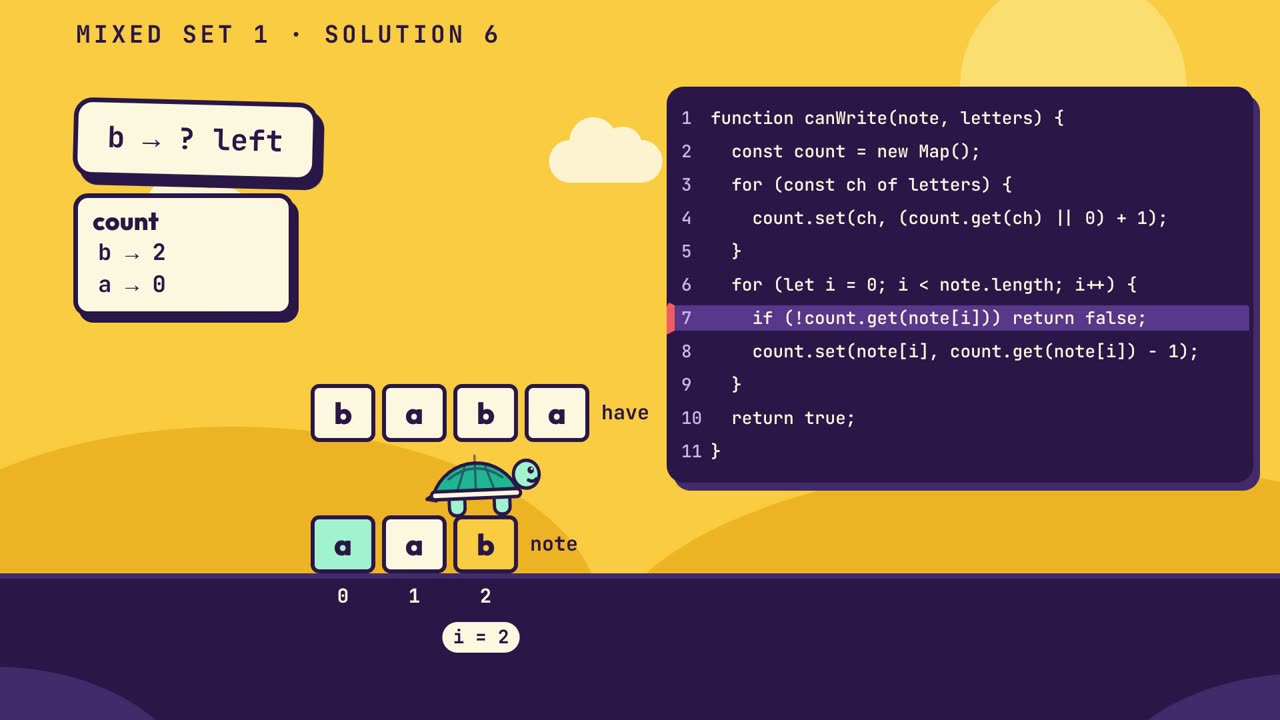 MIXED SET 1 · SOLUTION 6
b → ? left
count
b → 2
a → 0
b a b a have
a a b note
0 1 2
i = 2
1 function canWrite(note, letters) {
2 const count = new Map();
3 for (const ch of letters) {
4 count.set(ch, (count.get(ch) || 0) + 1);
5 }
6 for (let i = 0; i < note.length; i++) {
7 if (!count.get(note[i])) return false;
8 count.set(note[i], count.get(note[i]) - 1);
9 }
10 return true;
11 }